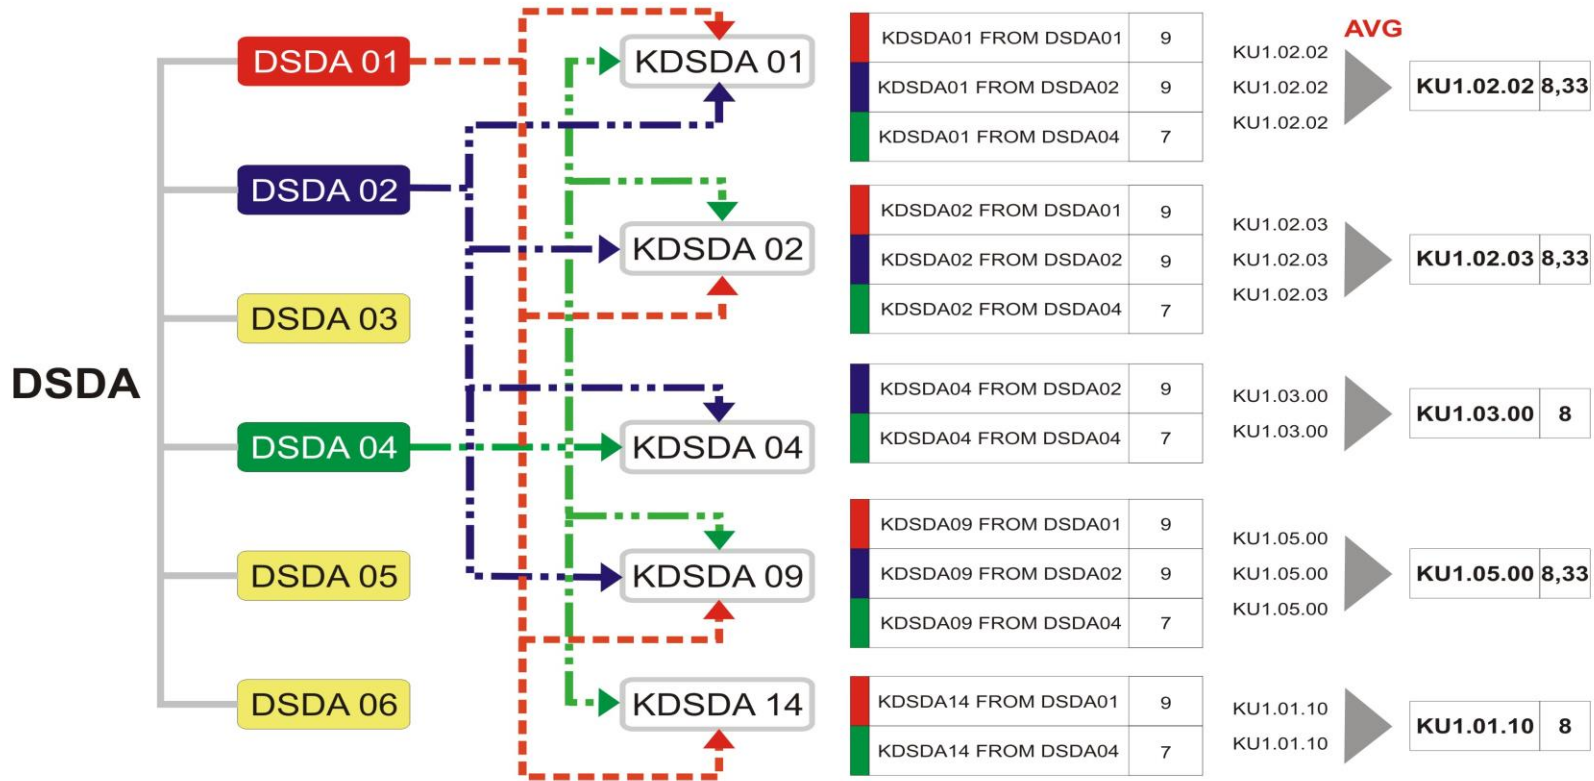 DSDA
DSDA 01
DSDA 02
DSDA 03
DSDA 04
DSDA 05
DSDA 06
KDSDA 01
KDSDA 02
KDSDA 04
KDSDA 09
KDSDA 14
KDSDA01 FROM DSDA01 9
KDSDA01 FROM DSDA02 9
KDSDA01 FROM DSDA04 7
KU1.02.02
KU1.02.02
KU1.02.02
AVG
KU1.02.02 8,33
KDSDA02 FROM DSDA01 9
KDSDA02 FROM DSDA02 9
KDSDA02 FROM DSDA04 7
KU1.02.03
KU1.02.03
KU1.02.03
KU1.02.03 8,33
KDSDA04 FROM DSDA02 9
KDSDA04 FROM DSDA04 7
KU1.03.00
KU1.03.00
KU1.03.00 8
KDSDA09 FROM DSDA01 9
KDSDA09 FROM DSDA02 9
KDSDA09 FROM DSDA04 7
KU1.05.00
KU1.05.00
KU1.05.00
KU1.05.00 8,33
KDSDA14 FROM DSDA01 9
KDSDA14 FROM DSDA04 7
KU1.01.10
KU1.01.10
KU1.01.10 8